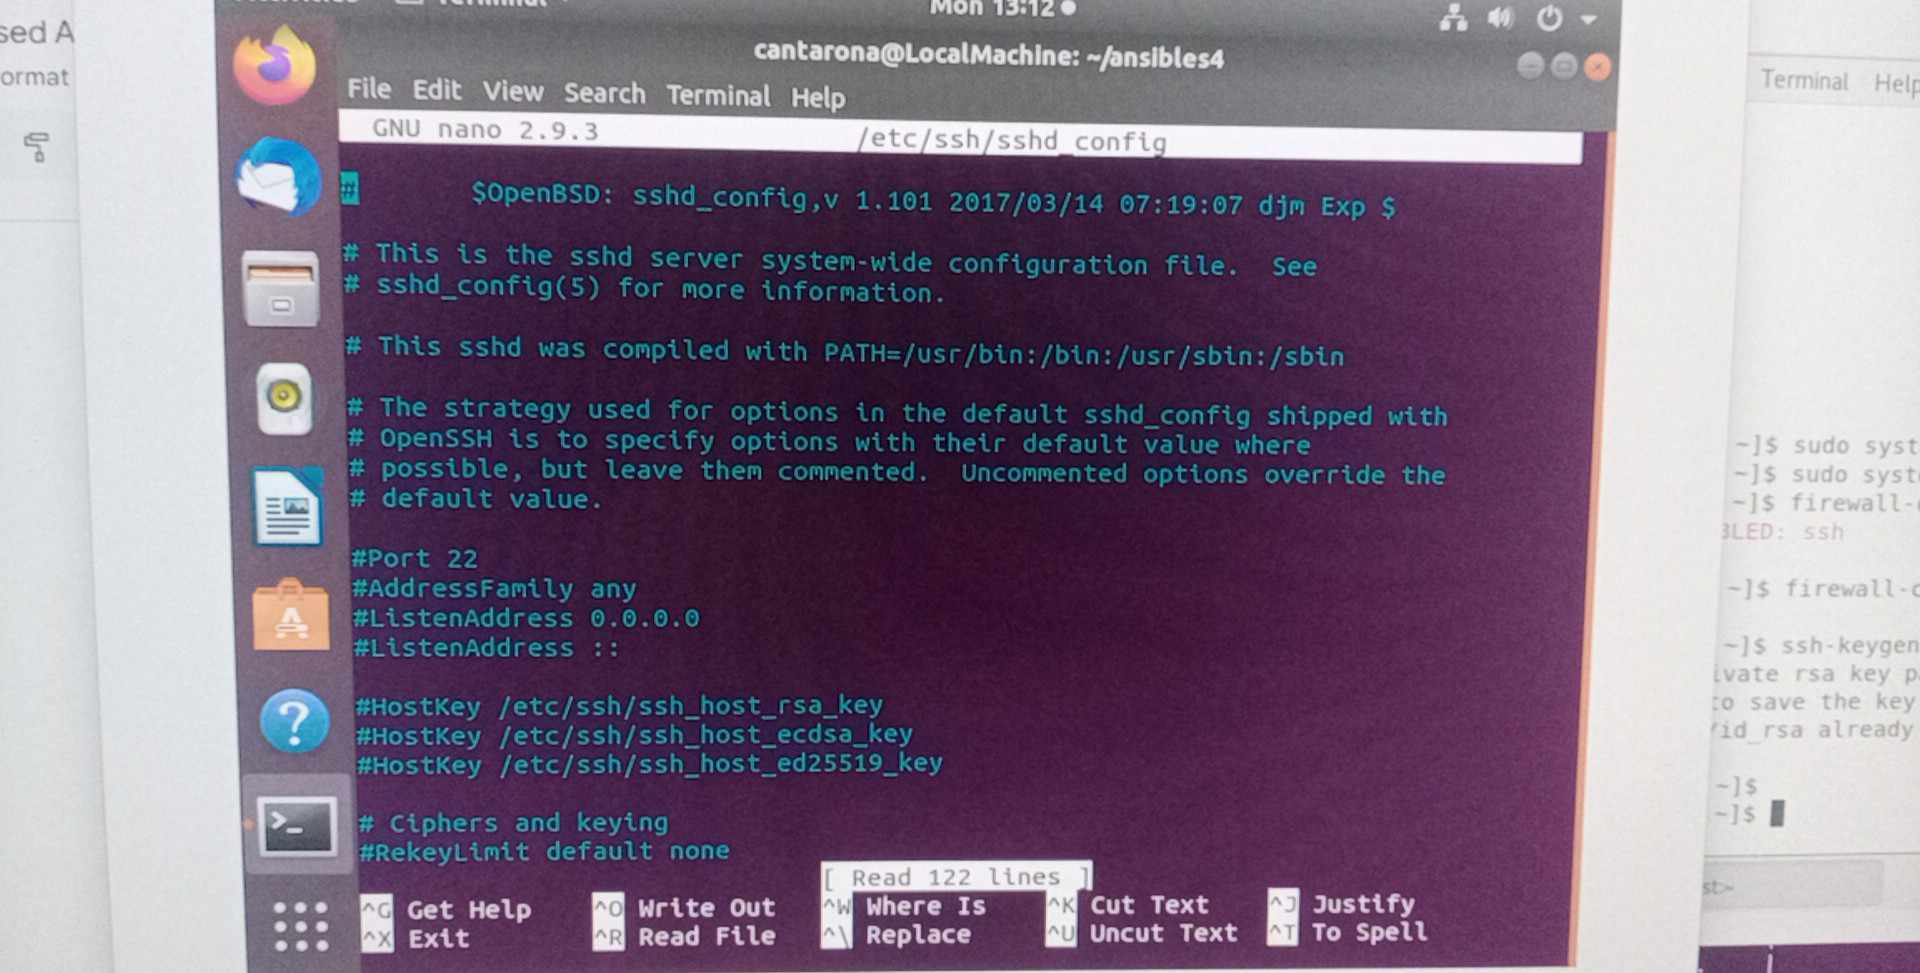 Mon 13:12
cantarona@LocalMachine: ~/ansibles4
File Edit View Search Terminal Help
GNU nano 2.9.3 /etc/ssh/sshd_config
# $OpenBSD: sshd_config,v 1.101 2017/03/14 07:19:07 djm Exp $
# This is the sshd server system-wide configuration file. See
# sshd_config(5) for more information.
# This sshd was compiled with PATH=/usr/bin:/bin:/usr/sbin:/sbin
# The strategy used for options in the default sshd_config shipped with
# OpenSSH is to specify options with their default value where
# possible, but leave them commented. Uncommented options override the
# default value.
#Port 22
#AddressFamily any
#ListenAddress 0.0.0.0
#ListenAddress ::
#HostKey /etc/ssh/ssh_host_rsa_key
#HostKey /etc/ssh/ssh_host_ecdsa_key
#HostKey /etc/ssh/ssh_host_ed25519_key
# Ciphers and keying
#RekeyLimit default none
[ Read 122 lines ]
^G Get Help ^O Write Out ^W Where Is ^K Cut Text ^J Justify
^X Exit ^R Read File ^\ Replace ^U Uncut Text ^T To Spell
sed A
ormat
Terminal Help
~]$ sudo syst
~]$ sudo syst
~]$ firewall-
BLED: ssh
~]$ firewall-c
~]$ ssh-keygen
ivate rsa key p
to save the key
/id_rsa already
~]$
~]$